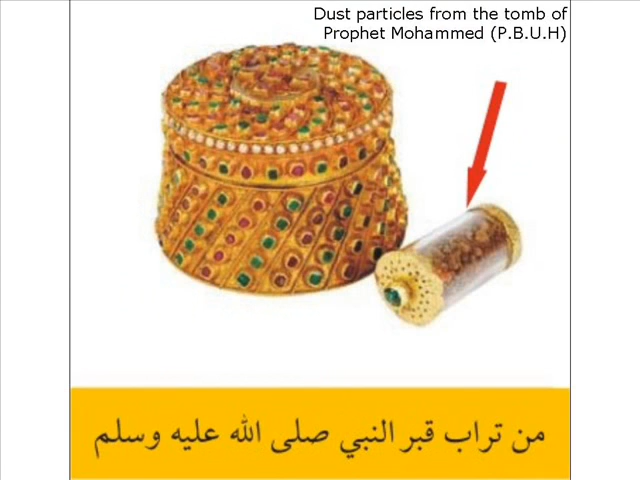 Dust particles from the tomb of
Prophet Mohammed (P.B.U.H)
من تراب قبر النبي صلى الله عليه وسلم